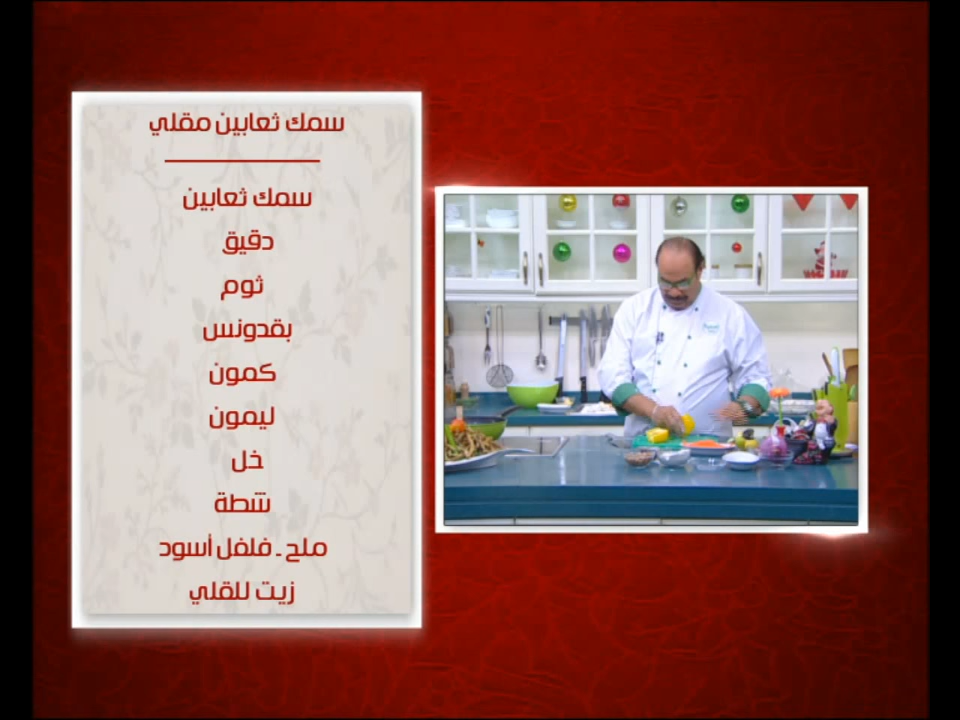 سمك ثعابين مقلي
سمك ثعابين
دقيق
ثوم
بقدونس
كمون
ليمون
خل
شطة
ملح - فلفل أسود
زيت للقلي